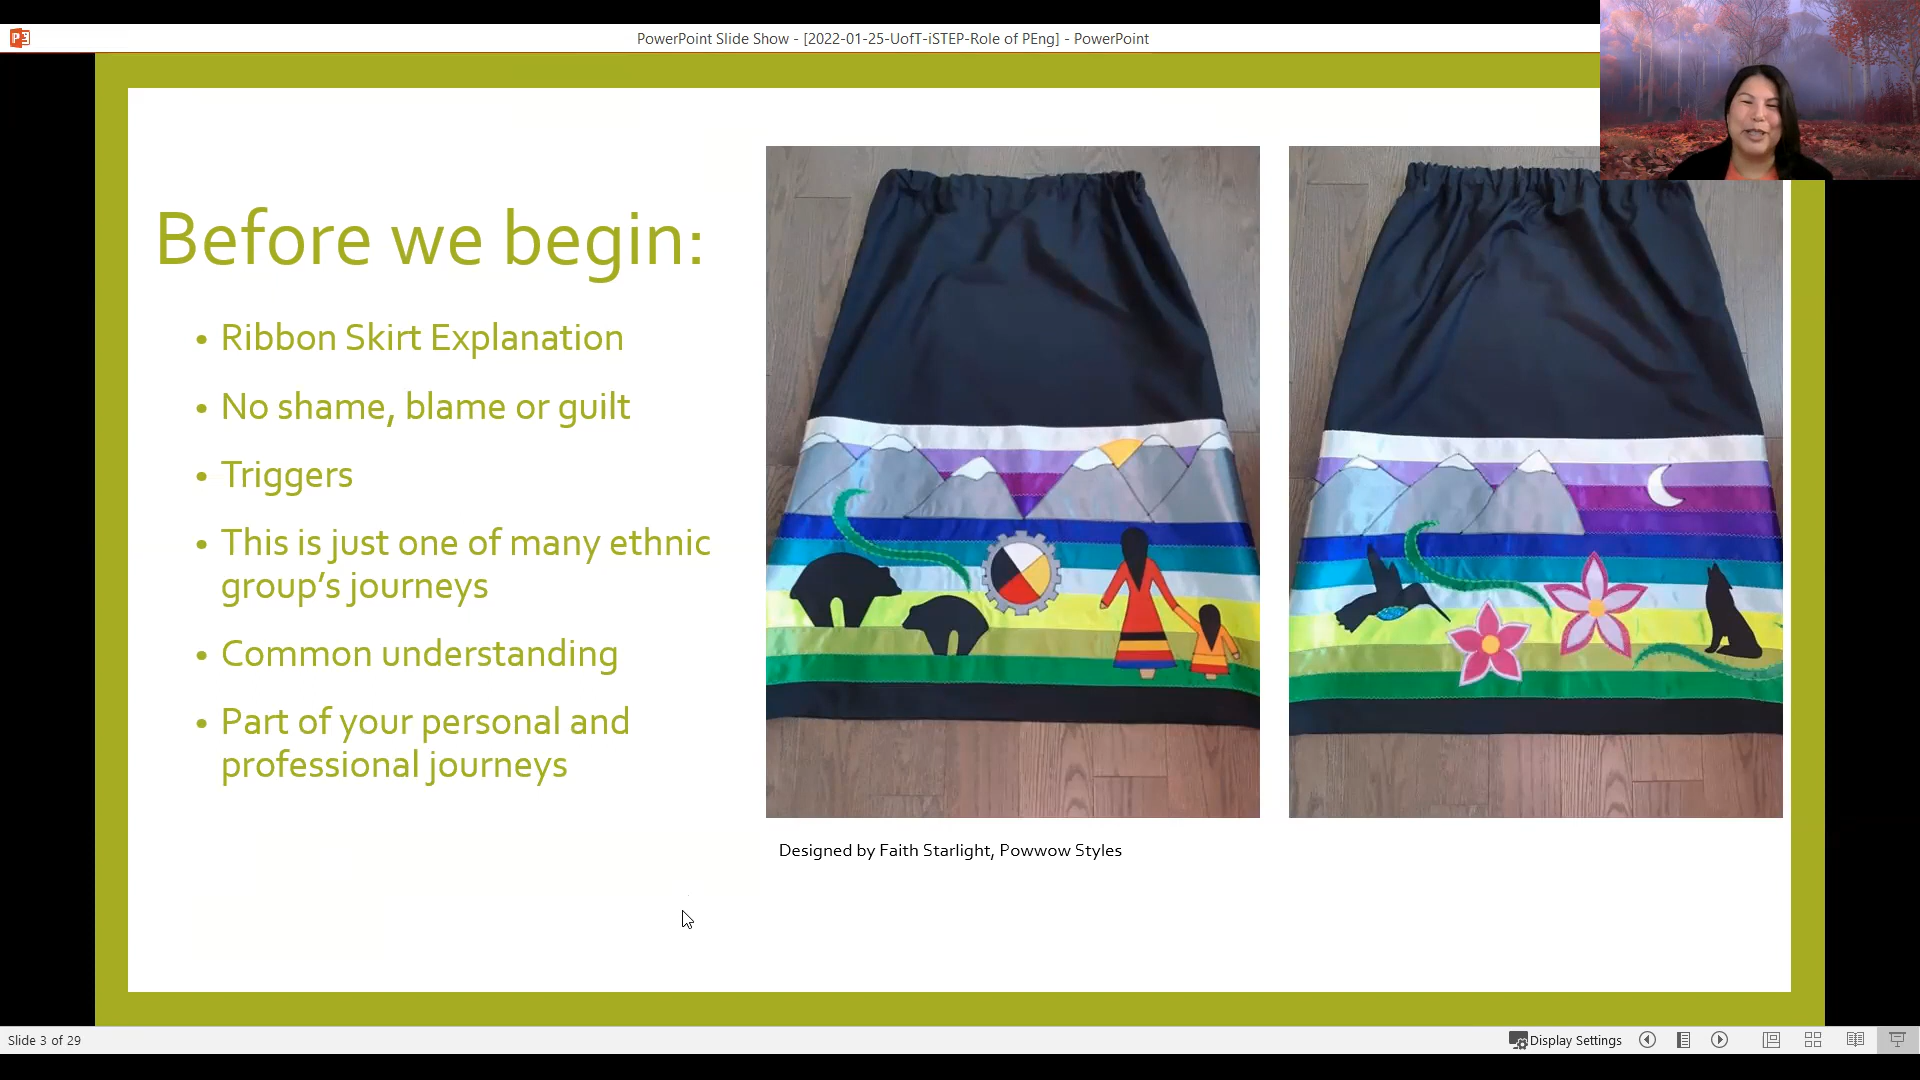 PowerPoint Slide Show - [2022-01-25-UofT-iSTEP-Role of PEng] - PowerPoint
Before we begin:
• Ribbon Skirt Explanation
• No shame, blame or guilt
• Triggers
• This is just one of many ethnic
group’s journeys
• Common understanding
• Part of your personal and
professional journeys
Designed by Faith Starlight, Powwow Styles
Slide 3 of 29
Display Settings